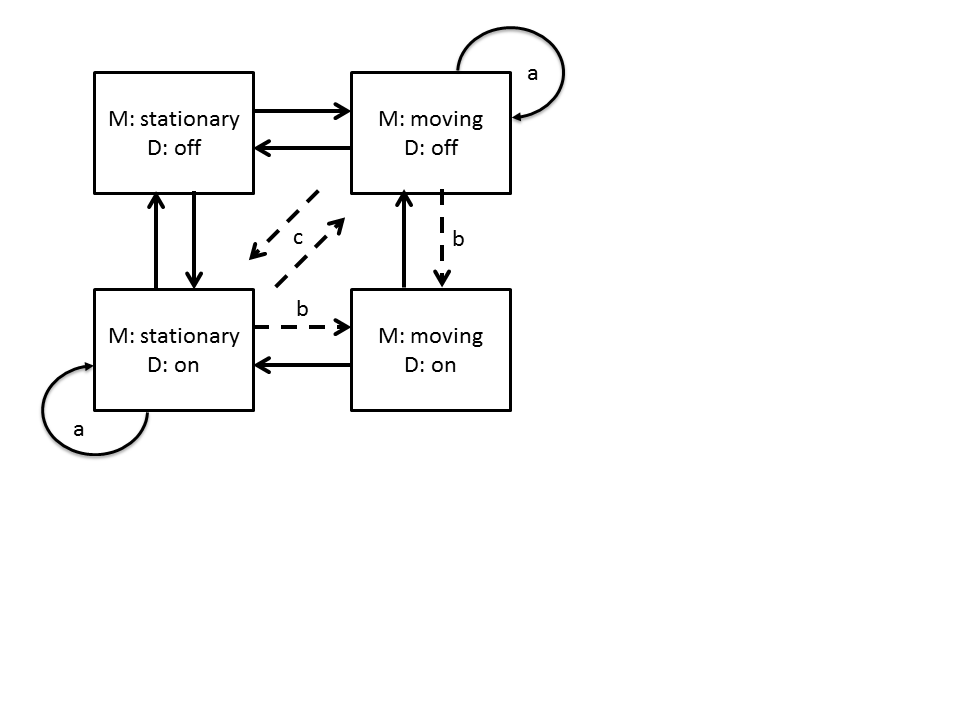 a
M: stationary
D: off
M: moving
D: off
c
b
b
M: stationary
D: on
M: moving
D: on
a